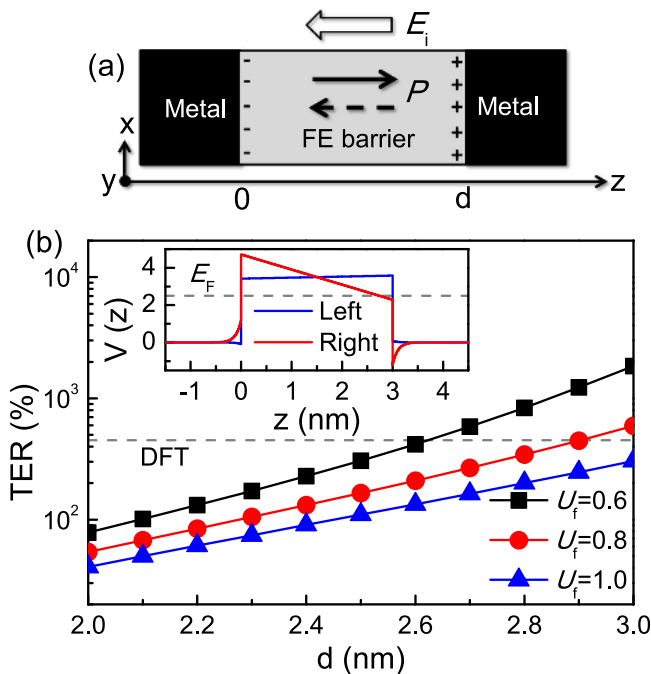 E_i
(a)
Metal
P
Metal
FE barrier
x
y
0
d
z
(b)
10^4
10^3
10^2
TER (%)
4
2
0
V (z)
E_F
Left
Right
-1 0 1 2 3 4
z (nm)
DFT
U_f=0.6
U_f=0.8
U_f=1.0
2.0 2.2 2.4 2.6 2.8 3.0
d (nm)